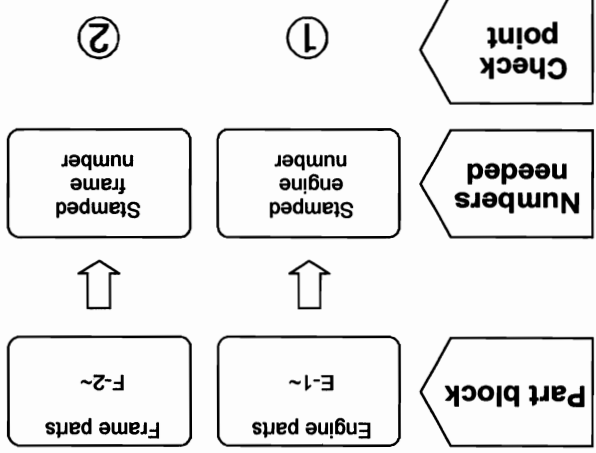 Part block
Engine parts
E-1~
Frame parts
F-2~
Numbers
needed
Stamped
engine
number
Stamped
frame
number
Check
point
①
②